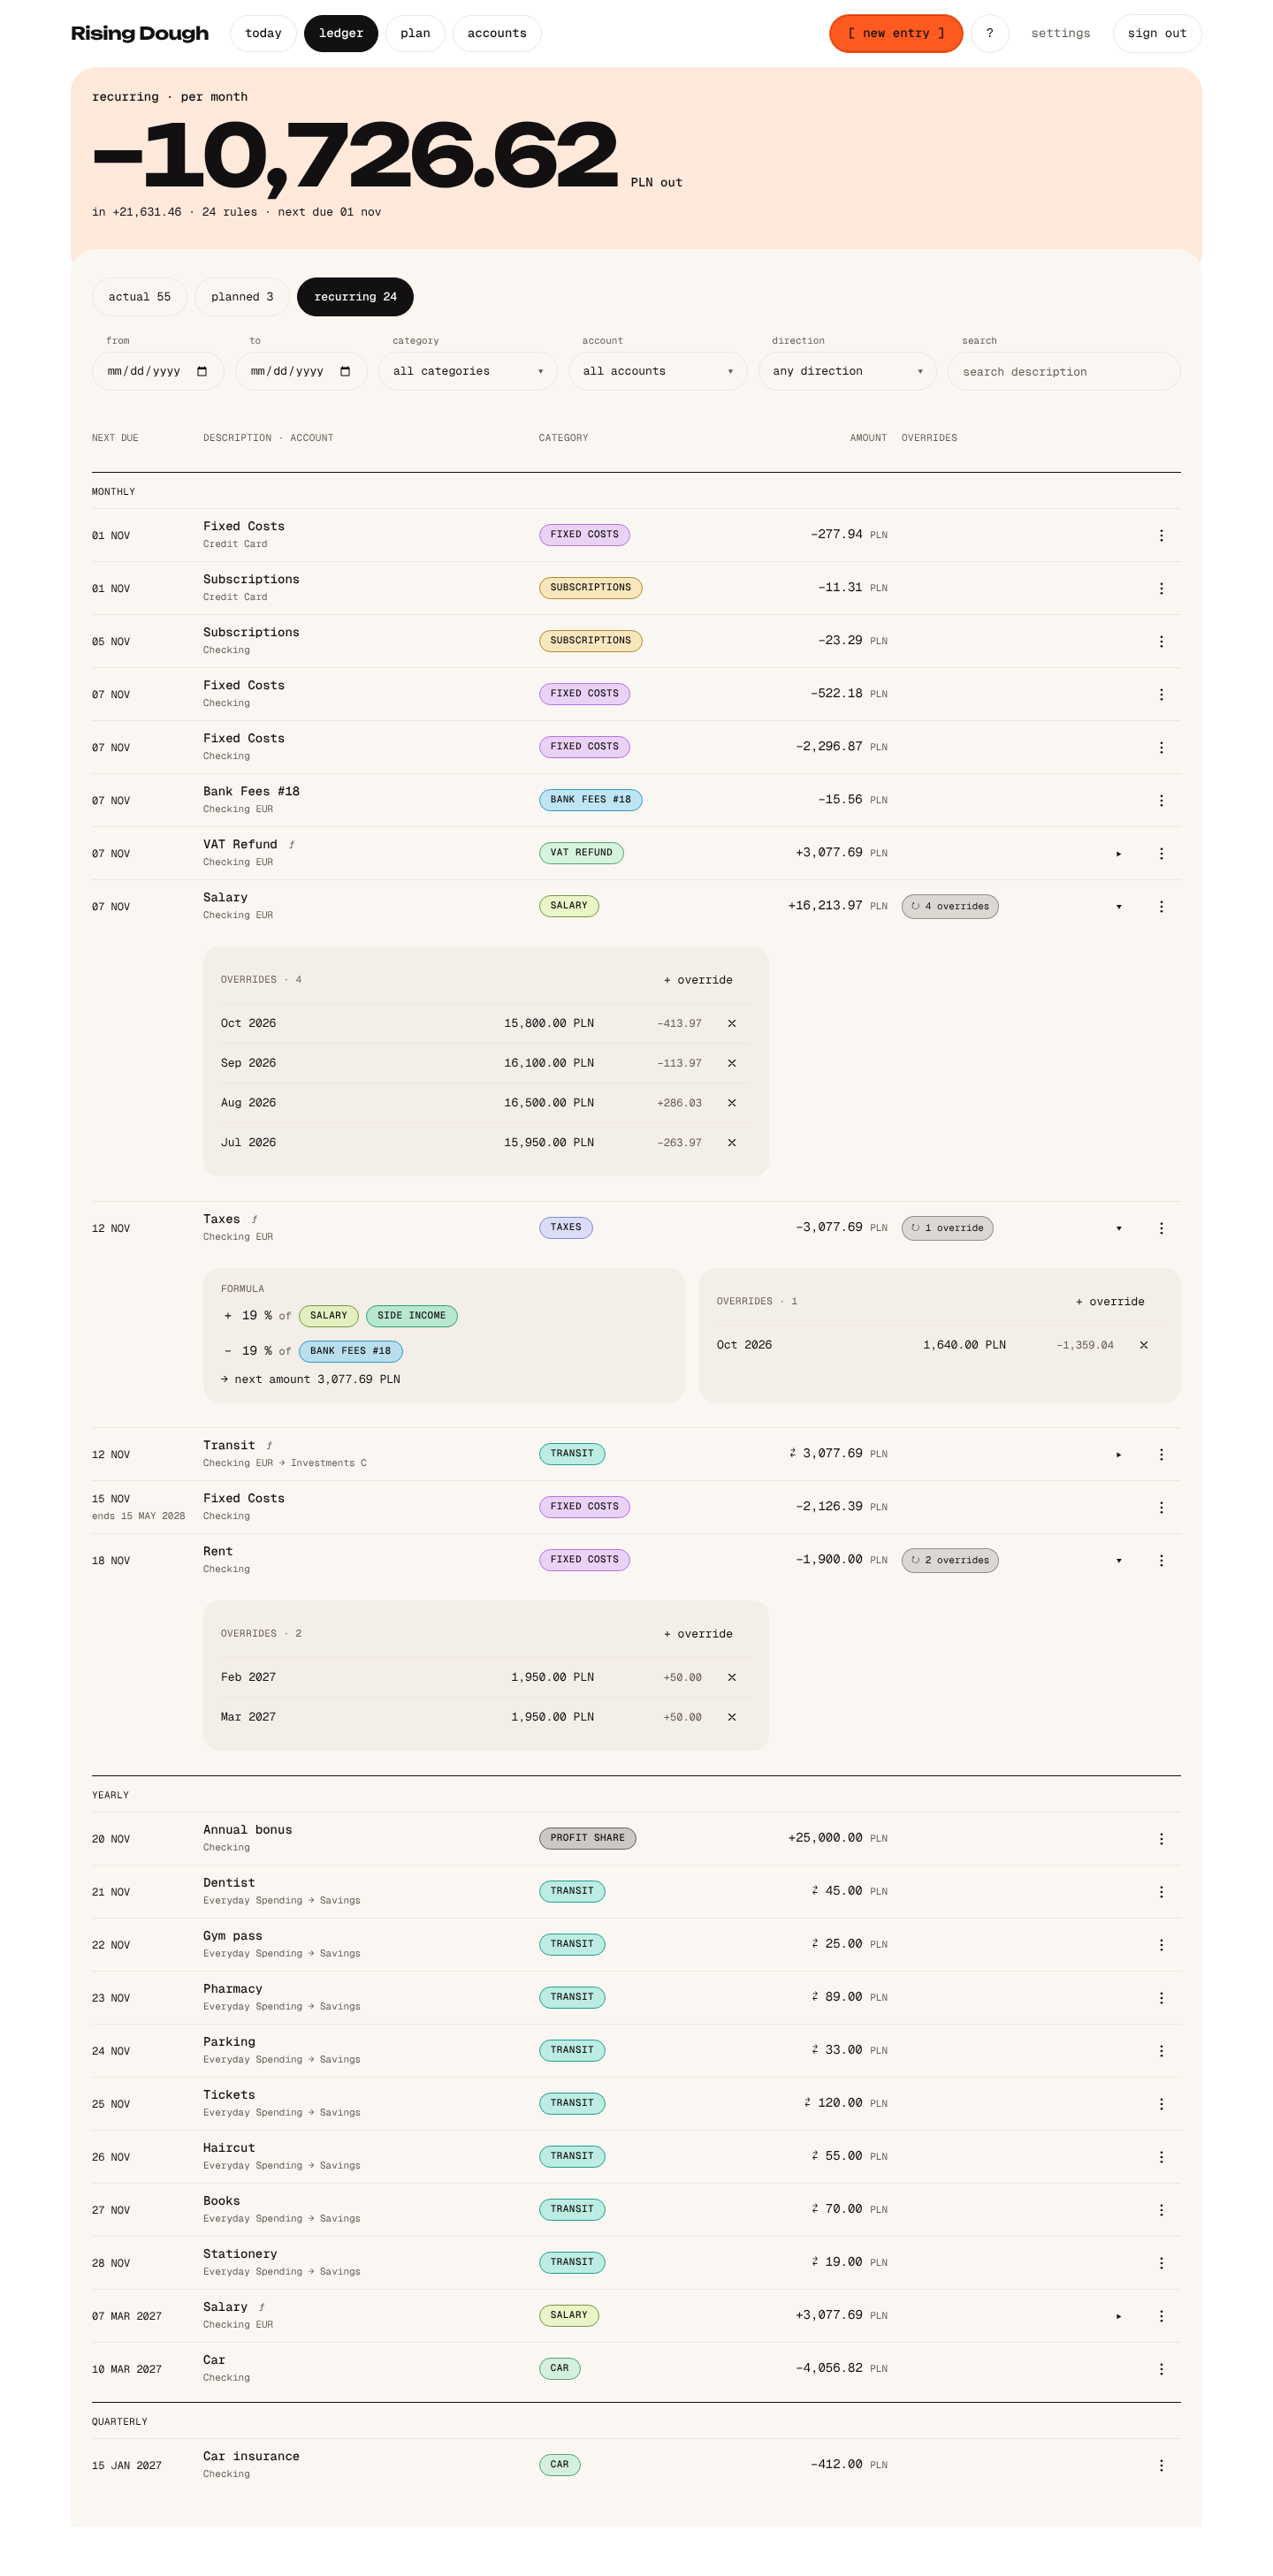 Rising Dough today ledger plan accounts [ new entry ] ? settings sign out
recurring · per month
−10,726.62 PLN out
in +21,631.46 · 24 rules · next due 01 nov
actual 55 planned 3 recurring 24
from to category account direction search
mm/dd/yyyy mm/dd/yyyy all categories ▾ all accounts ▾ any direction ▾ search description
NEXT DUE DESCRIPTION · ACCOUNT CATEGORY AMOUNT OVERRIDES
MONTHLY
01 NOV Fixed Costs FIXED COSTS −277.94 PLN
Credit Card
01 NOV Subscriptions SUBSCRIPTIONS −11.31 PLN
Credit Card
05 NOV Subscriptions SUBSCRIPTIONS −23.29 PLN
Checking
07 NOV Fixed Costs FIXED COSTS −522.18 PLN
Checking
07 NOV Fixed Costs FIXED COSTS −2,296.87 PLN
Checking
07 NOV Bank Fees #18 BANK FEES #18 −15.56 PLN
Checking EUR
07 NOV VAT Refund ƒ VAT REFUND +3,077.69 PLN ▸
Checking EUR
07 NOV Salary SALARY +16,213.97 PLN ↻ 4 overrides ▾
Checking EUR
OVERRIDES · 4 + override
Oct 2026 15,800.00 PLN −413.97 ×
Sep 2026 16,100.00 PLN −113.97 ×
Aug 2026 16,500.00 PLN +286.03 ×
Jul 2026 15,950.00 PLN −263.97 ×
12 NOV Taxes ƒ TAXES −3,077.69 PLN ↻ 1 override ▾
Checking EUR
FORMULA
+ 19 % of SALARY SIDE INCOME
− 19 % of BANK FEES #18
→ next amount 3,077.69 PLN
OVERRIDES · 1 + override
Oct 2026 1,640.00 PLN −1,359.04 ×
12 NOV Transit ƒ TRANSIT ⇄ 3,077.69 PLN ▸
Checking EUR → Investments C
15 NOV Fixed Costs FIXED COSTS −2,126.39 PLN
ends 15 MAY 2028 Checking
18 NOV Rent FIXED COSTS −1,900.00 PLN ↻ 2 overrides ▾
Checking
OVERRIDES · 2 + override
Feb 2027 1,950.00 PLN +50.00 ×
Mar 2027 1,950.00 PLN +50.00 ×
YEARLY
20 NOV Annual bonus PROFIT SHARE +25,000.00 PLN
Checking
21 NOV Dentist TRANSIT ⇄ 45.00 PLN
Everyday Spending → Savings
22 NOV Gym pass TRANSIT ⇄ 25.00 PLN
Everyday Spending → Savings
23 NOV Pharmacy TRANSIT ⇄ 89.00 PLN
Everyday Spending → Savings
24 NOV Parking TRANSIT ⇄ 33.00 PLN
Everyday Spending → Savings
25 NOV Tickets TRANSIT ⇄ 120.00 PLN
Everyday Spending → Savings
26 NOV Haircut TRANSIT ⇄ 55.00 PLN
Everyday Spending → Savings
27 NOV Books TRANSIT ⇄ 70.00 PLN
Everyday Spending → Savings
28 NOV Stationery TRANSIT ⇄ 19.00 PLN
Everyday Spending → Savings
07 MAR 2027 Salary ƒ SALARY +3,077.69 PLN ▸
Checking EUR
10 MAR 2027 Car CAR −4,056.82 PLN
Checking
QUARTERLY
15 JAN 2027 Car insurance CAR −412.00 PLN
Checking